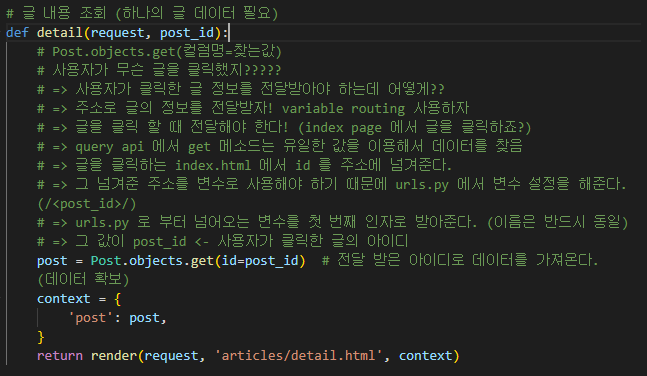 # 글 내용 조회 (하나의 글 데이터 필요)
def detail(request, post_id):
# Post.objects.get(컬럼명=찾는값)
# 사용자가 무슨 글을 클릭했지?????
# => 사용자가 클릭한 글 정보를 전달받아야 하는데 어떻게??
# => 주소로 글의 정보를 전달받자! variable routing 사용하자
# => 글을 클릭 할 때 전달해야 한다! (index page 에서 글을 클릭하죠?)
# => query api 에서 get 메소드는 유일한 값을 이용해서 데이터를 찾음
# => 글을 클릭하는 index.html 에서 id 를 주소에 넘겨준다.
# => 그 넘겨준 주소를 변수로 사용해야 하기 때문에 urls.py 에서 변수 설정을 해준다.
(/<post_id>/)
# => urls.py 로 부터 넘어오는 변수를 첫 번째 인자로 받아준다. (이름은 반드시 동일)
# => 그 값이 post_id <- 사용자가 클릭한 글의 아이디
post = Post.objects.get(id=post_id)  # 전달 받은 아이디로 데이터를 가져온다.
(데이터 확보)
context = {
'post': post,
}
return render(request, 'articles/detail.html', context)